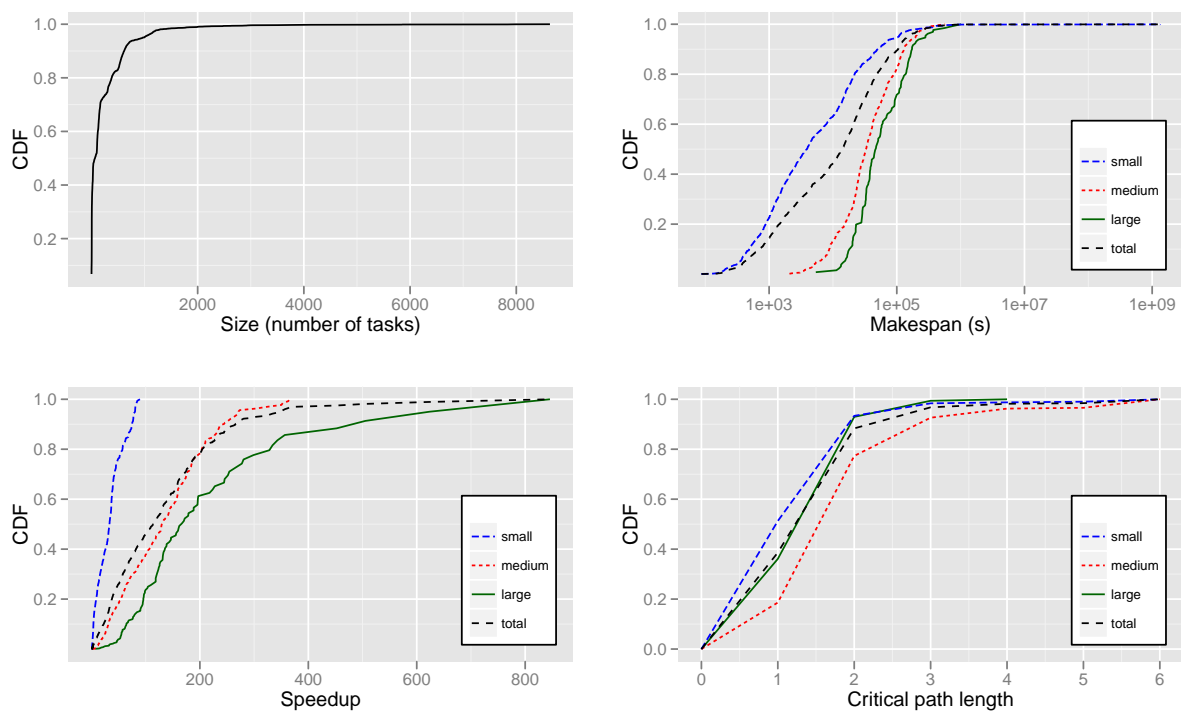 1.0
0.8
0.6
0.4
0.2
CDF
2000
4000
6000
8000
Size (number of tasks)
1.0
0.8
0.6
0.4
0.2
CDF
small
medium
large
total
1e+03
1e+05
1e+07
1e+09
Makespan (s)
1.0
0.8
0.6
0.4
0.2
CDF
small
medium
large
total
200
400
600
800
Speedup
1.0
0.8
0.6
0.4
0.2
0.0
CDF
small
medium
large
total
0
1
2
3
4
5
6
Critical path length